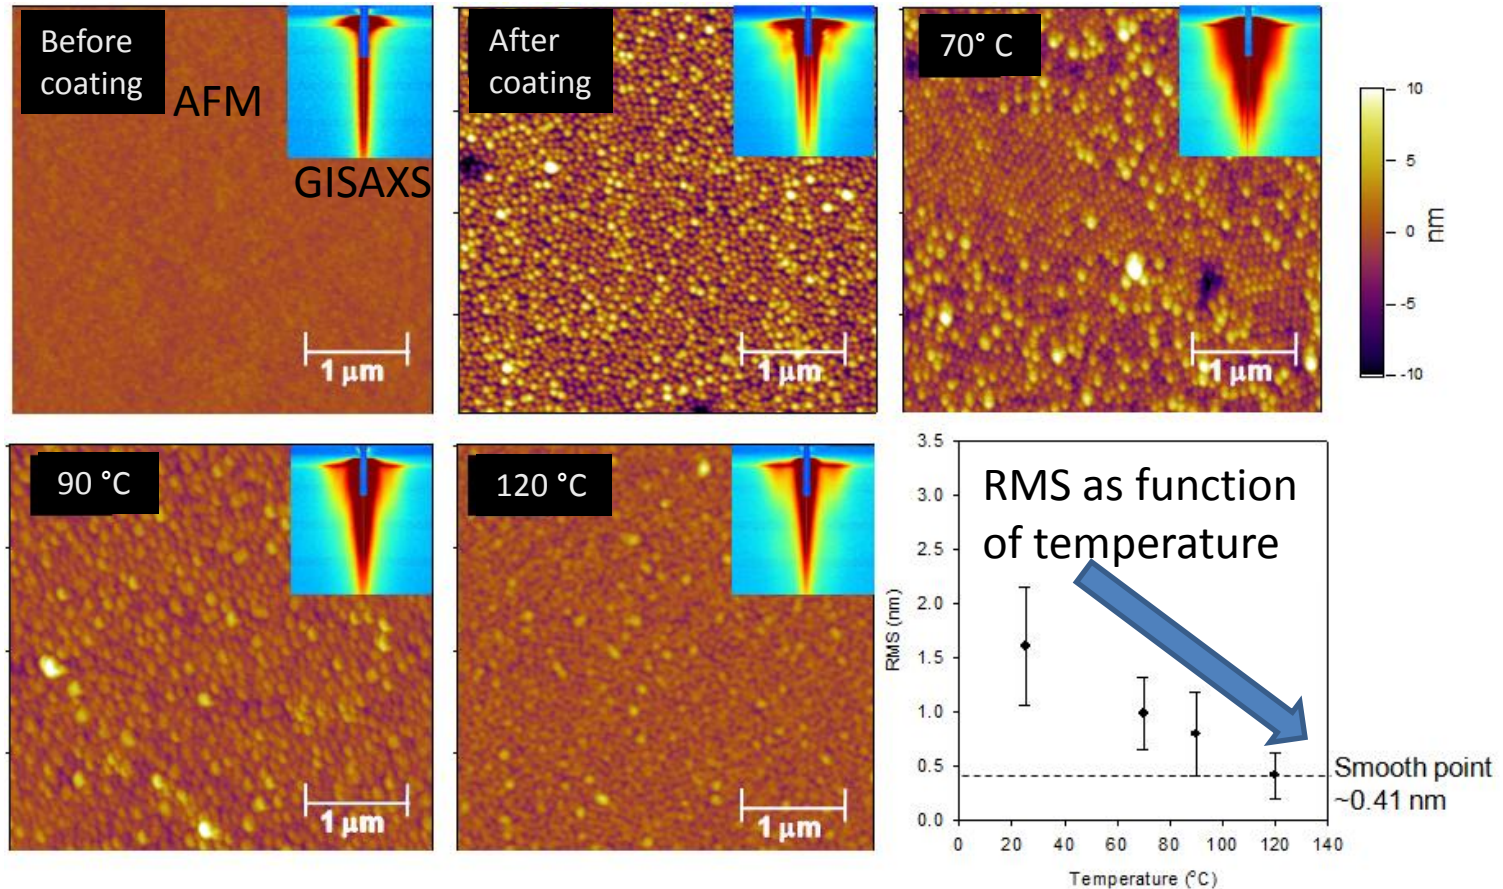 Before
coating
AFM
GISAXS
1 μm
After
coating
1 μm
70° C
1 μm
10
5
0
-5
-10
nm
90 °C
1 μm
120 °C
1 μm
RMS as function
of temperature
3.5
3.0
2.5
2.0
1.5
1.0
0.5
0.0
RMS (nm)
0 20 40 60 80 100 120 140
Temperature (°C)
Smooth point
~0.41 nm